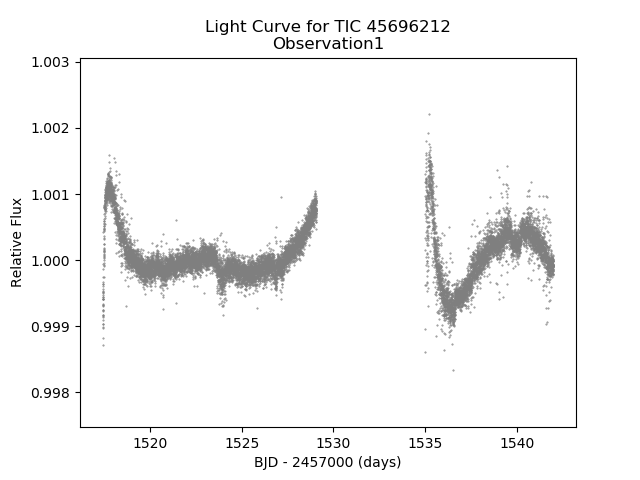 Light Curve for TIC 45696212
Observation1
1.003
1.002
1.001
1.000
0.999
0.998
Relative Flux
1520
1525
1530
1535
1540
BJD - 2457000 (days)